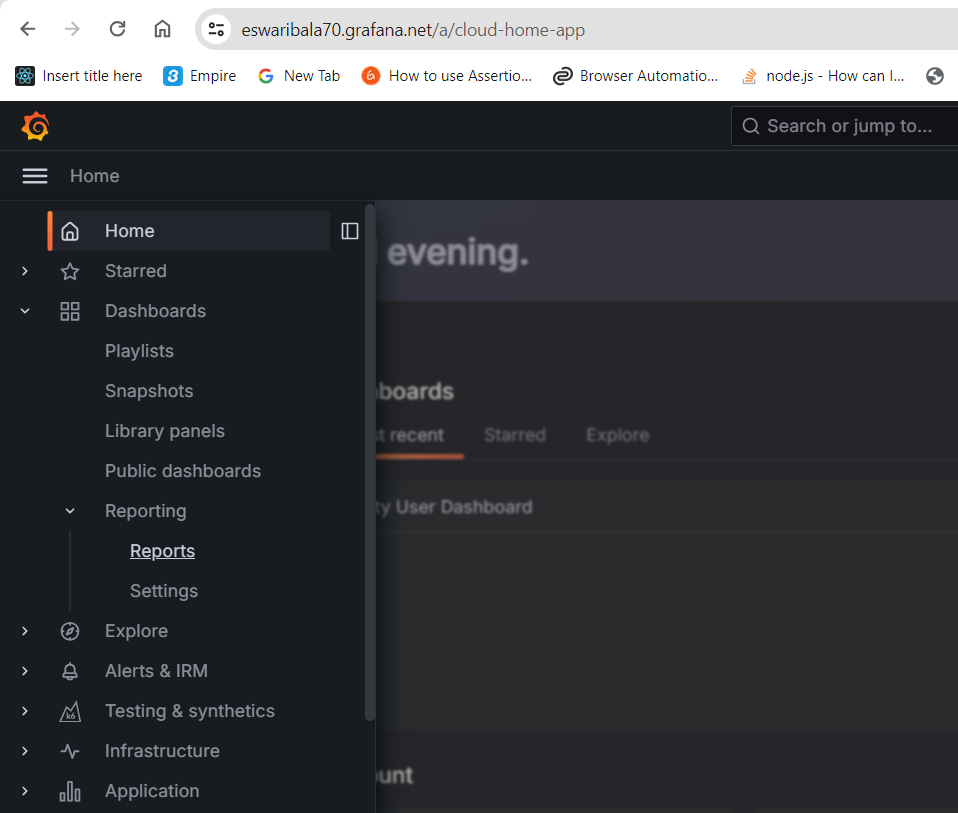 eswaribala70.grafana.net/a/cloud-home-app
Insert title here
Empire
New Tab
How to use Assertio...
Browser Automatio...
node.js - How can I...
Search or jump to...
Home
Home
evening.
Starred
Dashboards
Playlists
Snapshots
Library panels
Public dashboards
Reporting
Reports
Settings
Explore
Alerts & IRM
k6
Testing & synthetics
Infrastructure
Application
boards
st recent
Starred
Explore
ty User Dashboard
unt